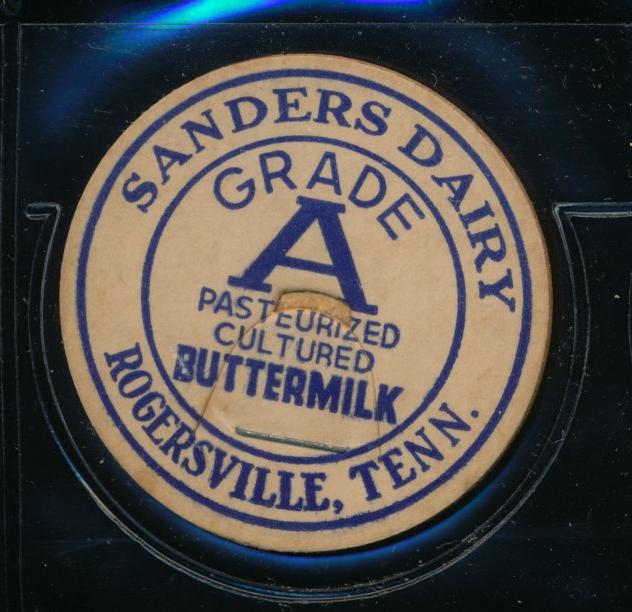 SANDERS DAIRY
GRADE
A
PASTEURIZED
CULTURED
BUTTERMILK
ROGERSVILLE, TENN.